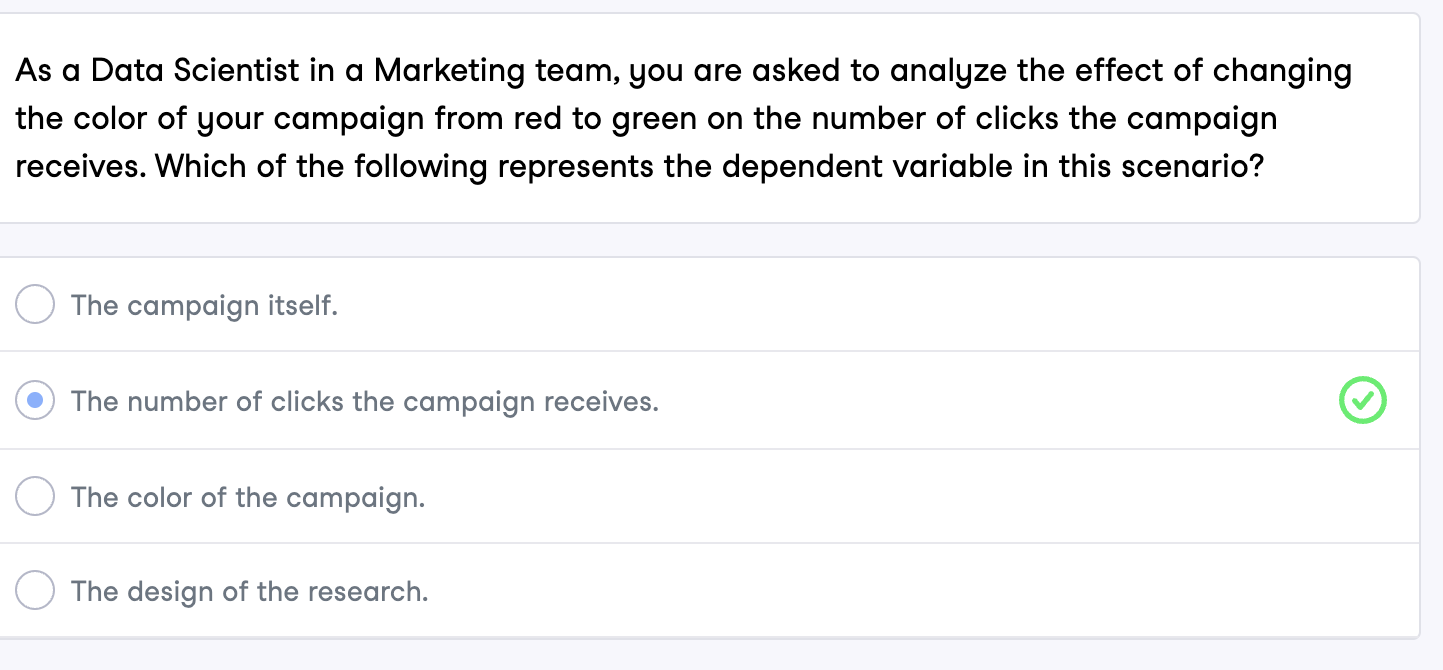 As a Data Scientist in a Marketing team, you are asked to analyze the effect of changing
the color of your campaign from red to green on the number of clicks the campaign
receives. Which of the following represents the dependent variable in this scenario?
The campaign itself.
The number of clicks the campaign receives.
The color of the campaign.
The design of the research.